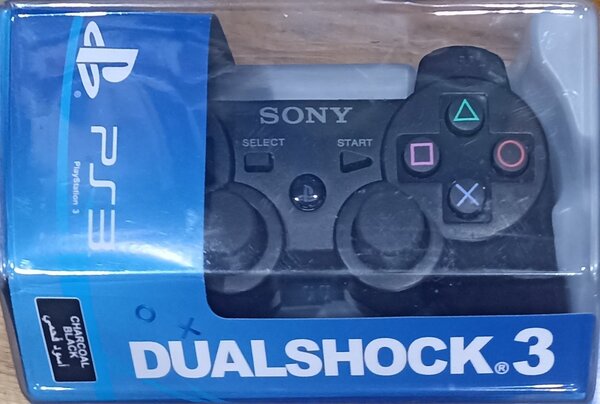 PS3
PlayStation 3
SONY
SELECT
START
CHARCOAL
BLACK
أسود فحمي
DUALSHOCK® 3